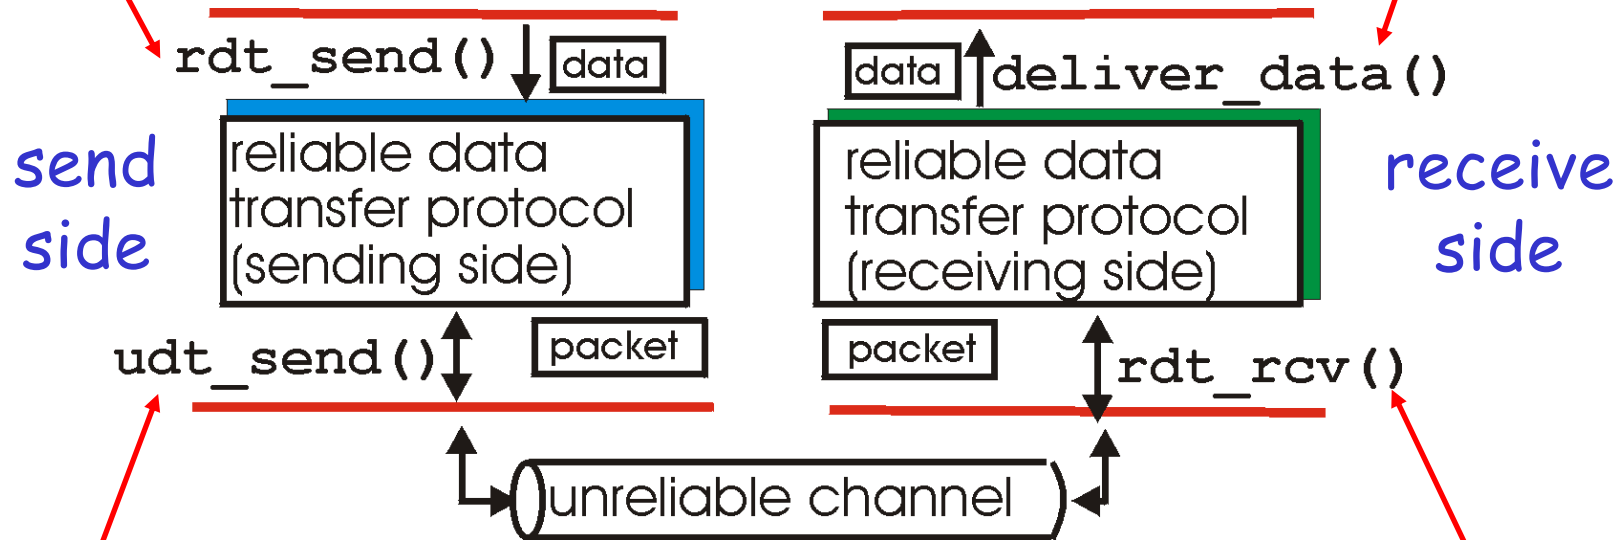 rdt_send()
data
data
deliver_data()
send
side
reliable data
transfer protocol
(sending side)
reliable data
transfer protocol
(receiving side)
receive
side
udt_send()
packet
packet
rdt_rcv()
unreliable channel